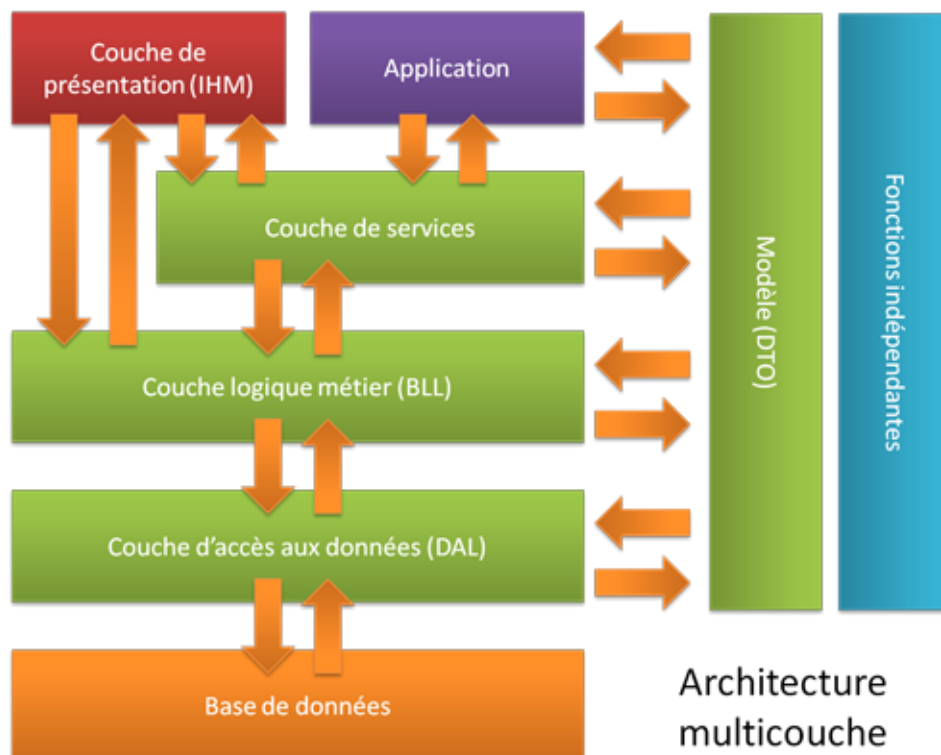 Couche de
présentation (IHM)
Application
Couche de services
Couche logique métier (BLL)
Couche d'accès aux données (DAL)
Base de données
Modèle (DTO)
Fonctions indépendantes
Architecture
multicouche